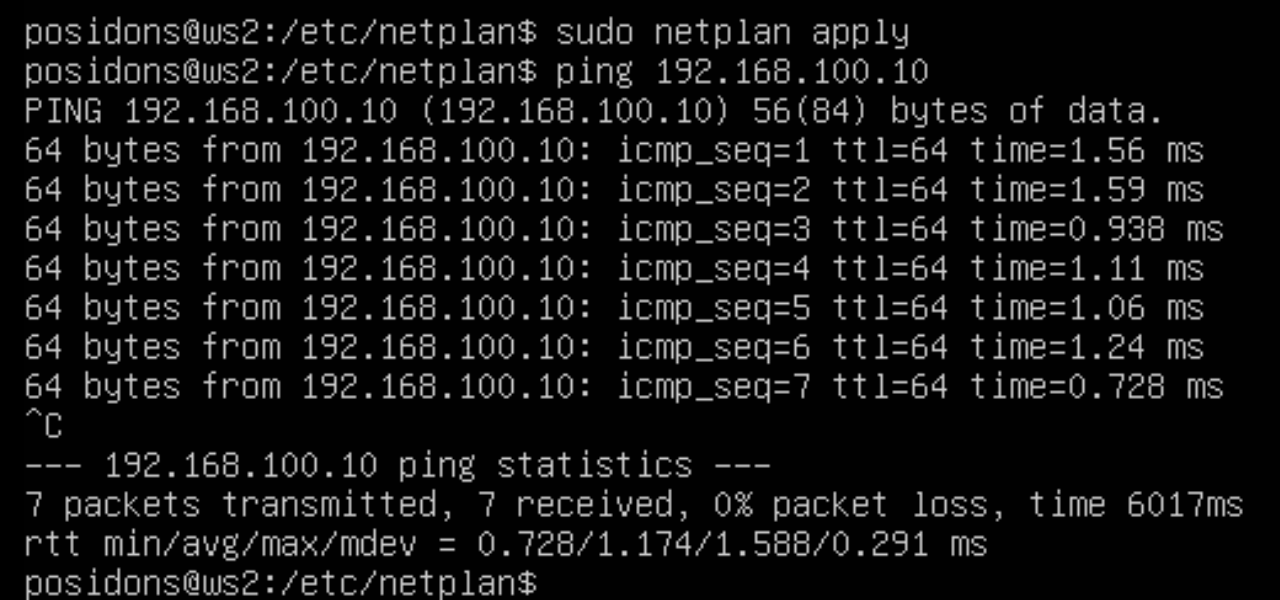 posidons@ws2:/etc/netplan$ sudo netplan apply
posidons@ws2:/etc/netplan$ ping 192.168.100.10
PING 192.168.100.10 (192.168.100.10) 56(84) bytes of data.
64 bytes from 192.168.100.10: icmp_seq=1 ttl=64 time=1.56 ms
64 bytes from 192.168.100.10: icmp_seq=2 ttl=64 time=1.59 ms
64 bytes from 192.168.100.10: icmp_seq=3 ttl=64 time=0.938 ms
64 bytes from 192.168.100.10: icmp_seq=4 ttl=64 time=1.11 ms
64 bytes from 192.168.100.10: icmp_seq=5 ttl=64 time=1.06 ms
64 bytes from 192.168.100.10: icmp_seq=6 ttl=64 time=1.24 ms
64 bytes from 192.168.100.10: icmp_seq=7 ttl=64 time=0.728 ms
^C
--- 192.168.100.10 ping statistics ---
7 packets transmitted, 7 received, 0% packet loss, time 6017ms
rtt min/avg/max/mdev = 0.728/1.174/1.588/0.291 ms
posidons@ws2:/etc/netplan$